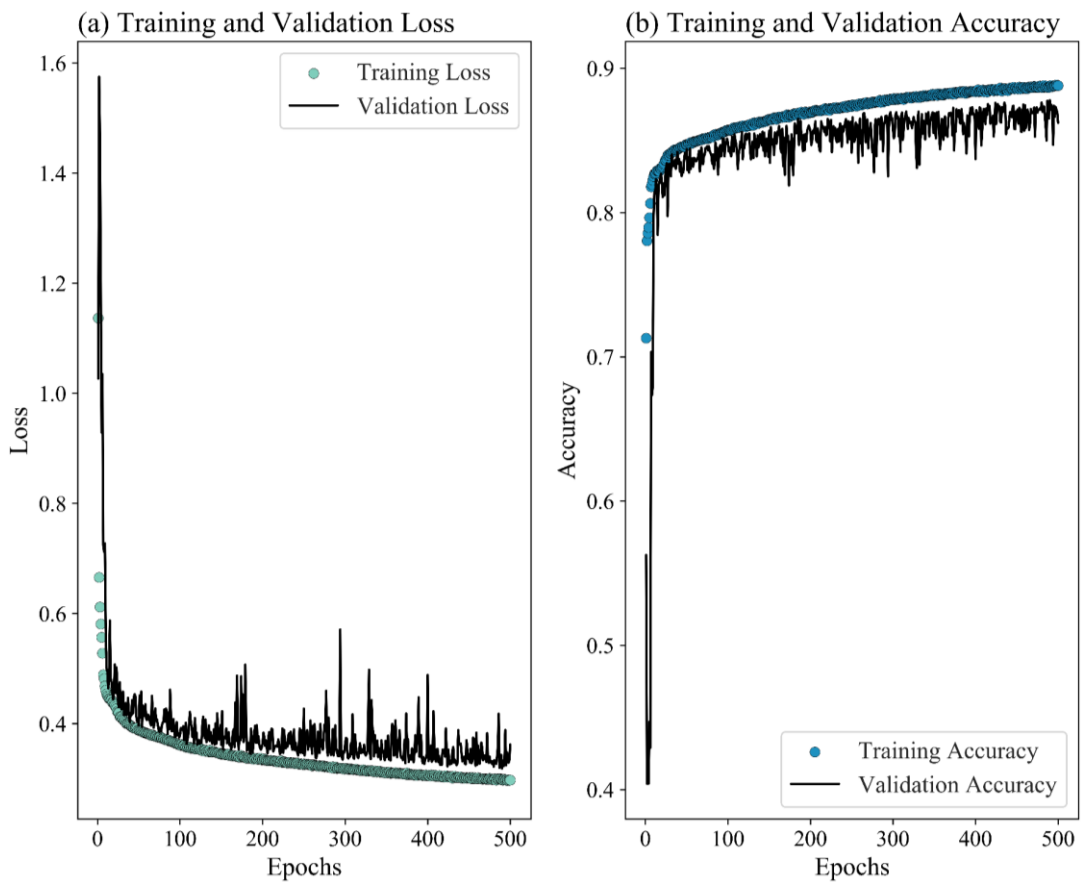 (a) Training and Validation Loss
1.6
1.4
1.2
1.0
0.8
0.6
0.4
Loss
Training Loss
Validation Loss
0 100 200 300 400 500
Epochs
(b) Training and Validation Accuracy
0.9
0.8
0.7
0.6
0.5
0.4
Accuracy
Training Accuracy
Validation Accuracy
0 100 200 300 400 500
Epochs